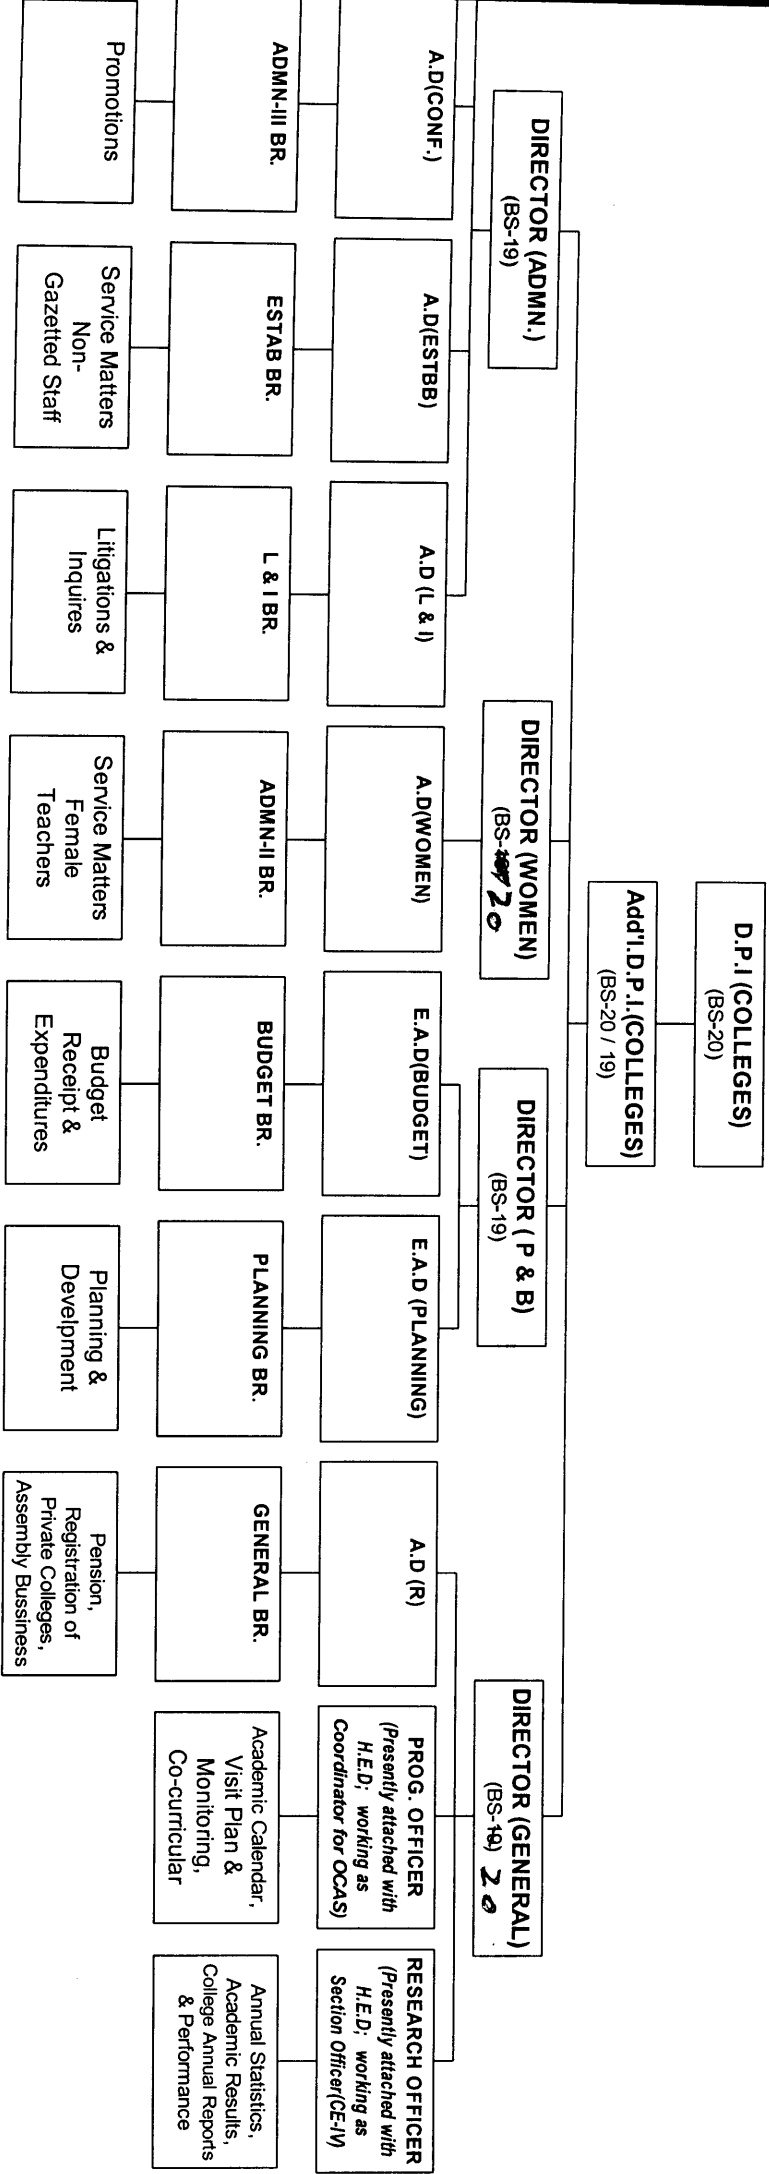 D.P.I (COLLEGES)
(BS-20)
Add'l.D.P.I.(COLLEGES)
(BS-20 / 19)
DIRECTOR (ADMN.)
(BS-19)
DIRECTOR (WOMEN)
(BS-19) 20
DIRECTOR ( P & B)
(BS-19)
DIRECTOR (GENERAL)
(BS-19) 20
A.D(CONF.)
A.D(ESTBB)
A.D (L & I)
A.D(WOMEN)
E.A.D(BUDGET)
E.A.D (PLANNING)
A.D (R)
PROG. OFFICER
(Presently attached with
H.E.D; working as
Coordinator for OCAS)
RESEARCH OFFICER
(Presently attached with
H.E.D; working as
Section Officer(CE-IV)
ADMN-III BR.
ESTAB BR.
L & I BR.
ADMN-II BR.
BUDGET BR.
PLANNING BR.
GENERAL BR.
Academic Calendar,
Visit Plan &
Monitoring,
Co-curricular
Annual Statistics,
Academic Results,
College Annual Reports
& Performance
Promotions
Service Matters
Non-
Gazetted Staff
Litigations &
Inquires
Service Matters
Female
Teachers
Budget
Receipt &
Expenditures
Planning &
Develpment
Pension,
Registration of
Private Colleges,
Assembly Bussiness